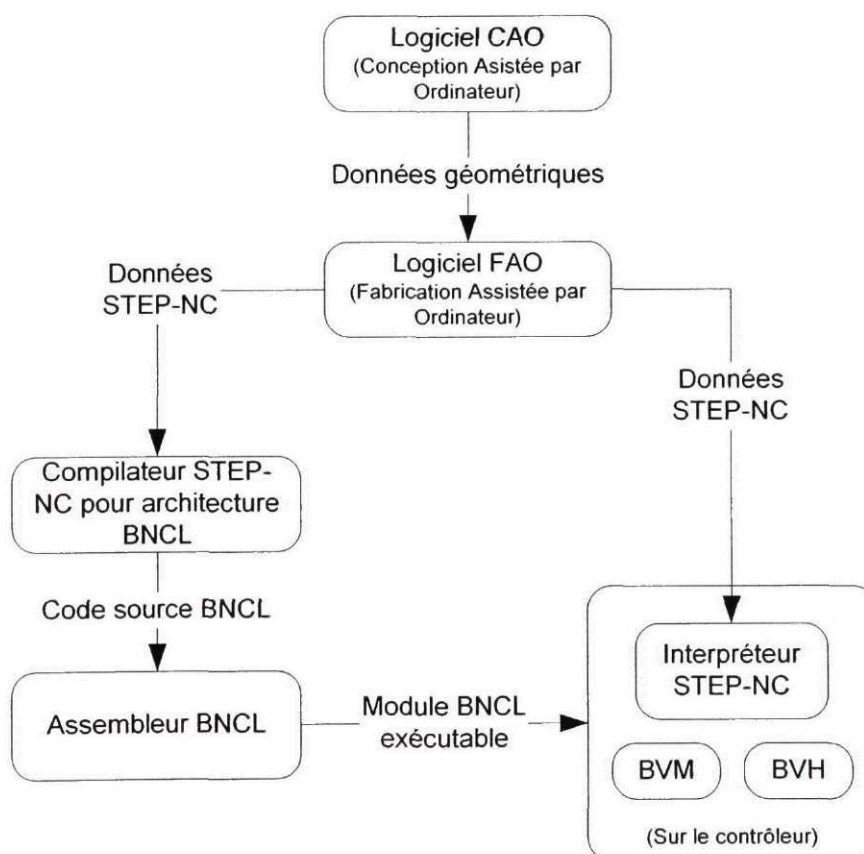 Logiciel CAO
(Conception Asistée par
Ordinateur)
Données géométriques
Logiciel FAO
(Fabrication Assistée par
Ordinateur)
Données
STEP-NC
Données
STEP-NC
Compilateur STEP-
NC pour architecture
BNCL
Code source BNCL
Assembleur BNCL
Module BNCL
exécutable
Interpréteur
STEP-NC
BVM
BVH
(Sur le contrôleur)